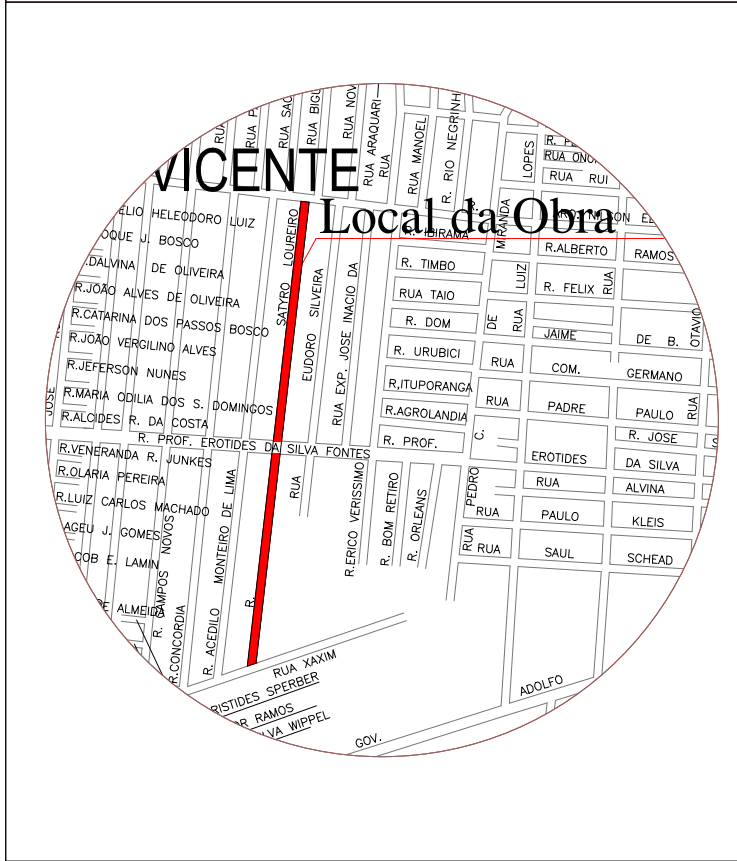 RUA SAC
RUA BIGU
RUA NOV
RUA ARAQUARI
RUA
RUA MANOEL
R. RIO NEGRINH
LOPES
RUA ONO
RUA RUI
VICENTE
Local da Obra
ELIO HELEODORO LUIZ
OQUE J. BOSCO
.DALVINA DE OLIVEIRA
R.JOÃO ALVES DE OLIVEIRA
R.CATARINA DOS PASSOS BOSCO
R.JOÃO VERGILINO ALVES
R.JEFERSON NUNES
R.MARIA ODILIA DOS S. DOMINGOS
R.ALCIDES R. DA COSTA
JOSE
SATYRO LOUREIRO
EUDORO SILVEIRA
RUA EXP. JOSE INACIO DA
R. IBIRAMA
R. TIMBO
RUA TAIO
R. DOM
R. URUBICI
R,ITUPORANGA
R.AGROLANDIA
R. PROF.
MIRANDA
LUIZ
DE
RUA
R.ALBERTO RAMOS
R. FELIX
RUA
JAIME
DE B.
OTAVIO
RUA COM. GERMANO
RUA PADRE PAULO
RUA
R. JOSE S
C.
EROTIDES DA SILVA
RUA ALVINA
PEDRO
RUA
RUA PAULO KLEIS
RUA SAUL SCHEAD
R. PROF. EROTIDES DA SILVA FONTES
R.VENERANDA R. JUNKES
R.OLARIA PEREIRA
R.LUIZ CARLOS MACHADO
AGEU J. GOMES
COB E. LAMIN
DE ALMEIDA
R. CAMPOS NOVOS
R.CONCORDIA
R. ACEDILO MONTEIRO DE LIMA
R.
RUA
R.ERICO VERISSIMO
R. BOM RETIRO
R. ORLEANS
RUA XAXIM
RISTIDES SPERBER
OR RAMOS
LVA WIPPEL
GOV.
ADOLFO